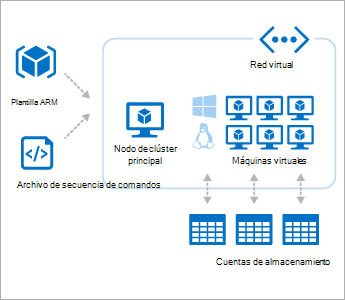 Red virtual
Plantilla ARM
Nodo de clúster
principal
Máquinas virtuales
Archivo de secuencia de comandos
Cuentas de almacenamiento